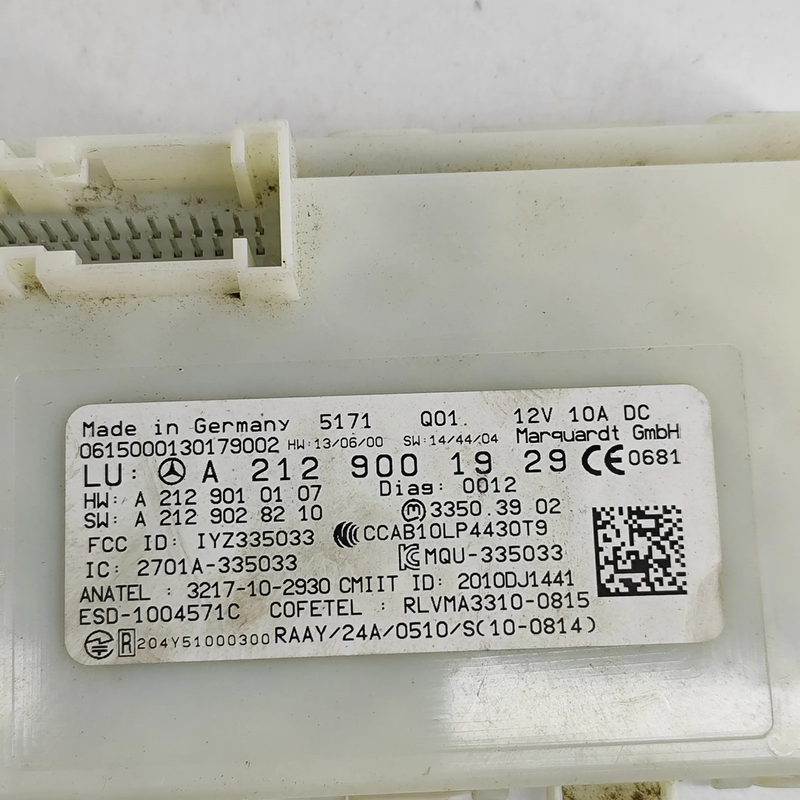 Made in Germany 5171 Q01. 12V 10A DC
0615000130179002 HW:13/06/00 SW:14/44/04 Marquardt GmbH
LU: A 212 900 19 29 CE 0681
HW: A 212 901 01 07 Diag: 0012
SW: A 212 902 82 10 M 3350.3902
FCC ID: IYZ335033 CCAB10LP4430T9
IC: 2701A-335033 MQU-335033
ANATEL: 3217-10-2930 CMIIT ID: 2010DJ1441
ESD-1004571C COFETEL: RLVMA3310-0815
R 204Y51000300 RAAY/24A/0510/S(10-0814)